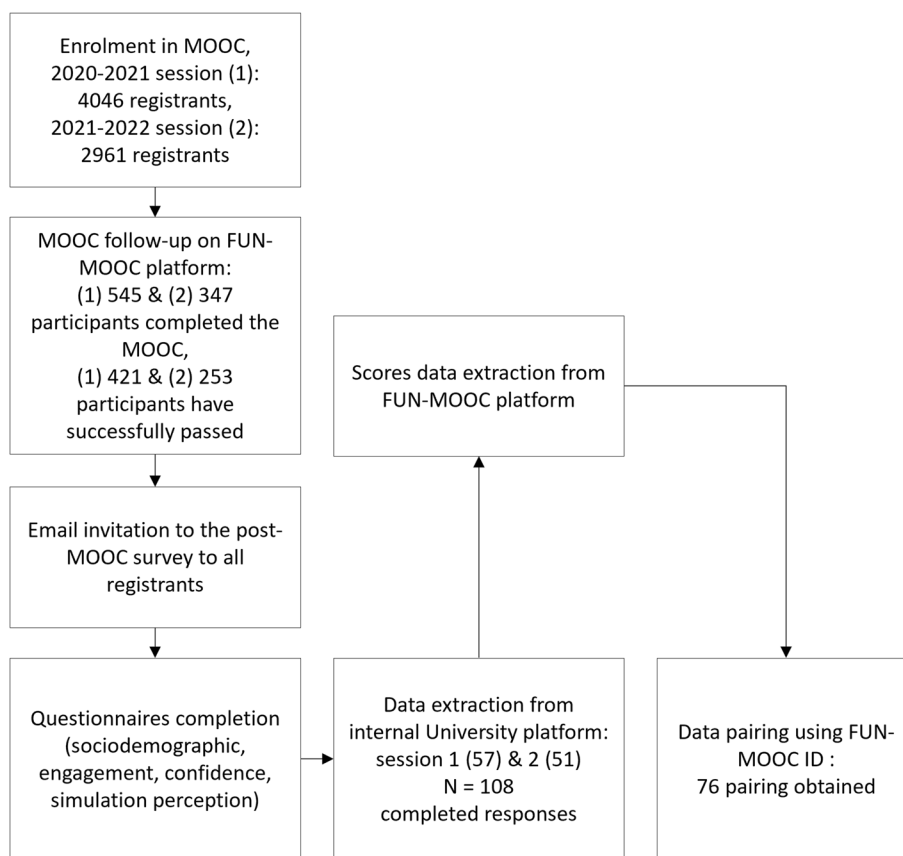 Enrolment in MOOC,
2020-2021 session (1):
4046 registrants,
2021-2022 session (2):
2961 registrants
MOOC follow-up on FUN-
MOOC platform:
(1) 545 & (2) 347
participants completed the
MOOC,
(1) 421 & (2) 253
participants have
successfully passed
Email invitation to the post-
MOOC survey to all
registrants
Questionnaires completion
(sociodemographic,
engagement, confidence,
simulation perception)
Data extraction from
internal University platform:
session 1 (57) & 2 (51)
N = 108
completed responses
Scores data extraction from
FUN-MOOC platform
Data pairing using FUN-
MOOC ID :
76 pairing obtained